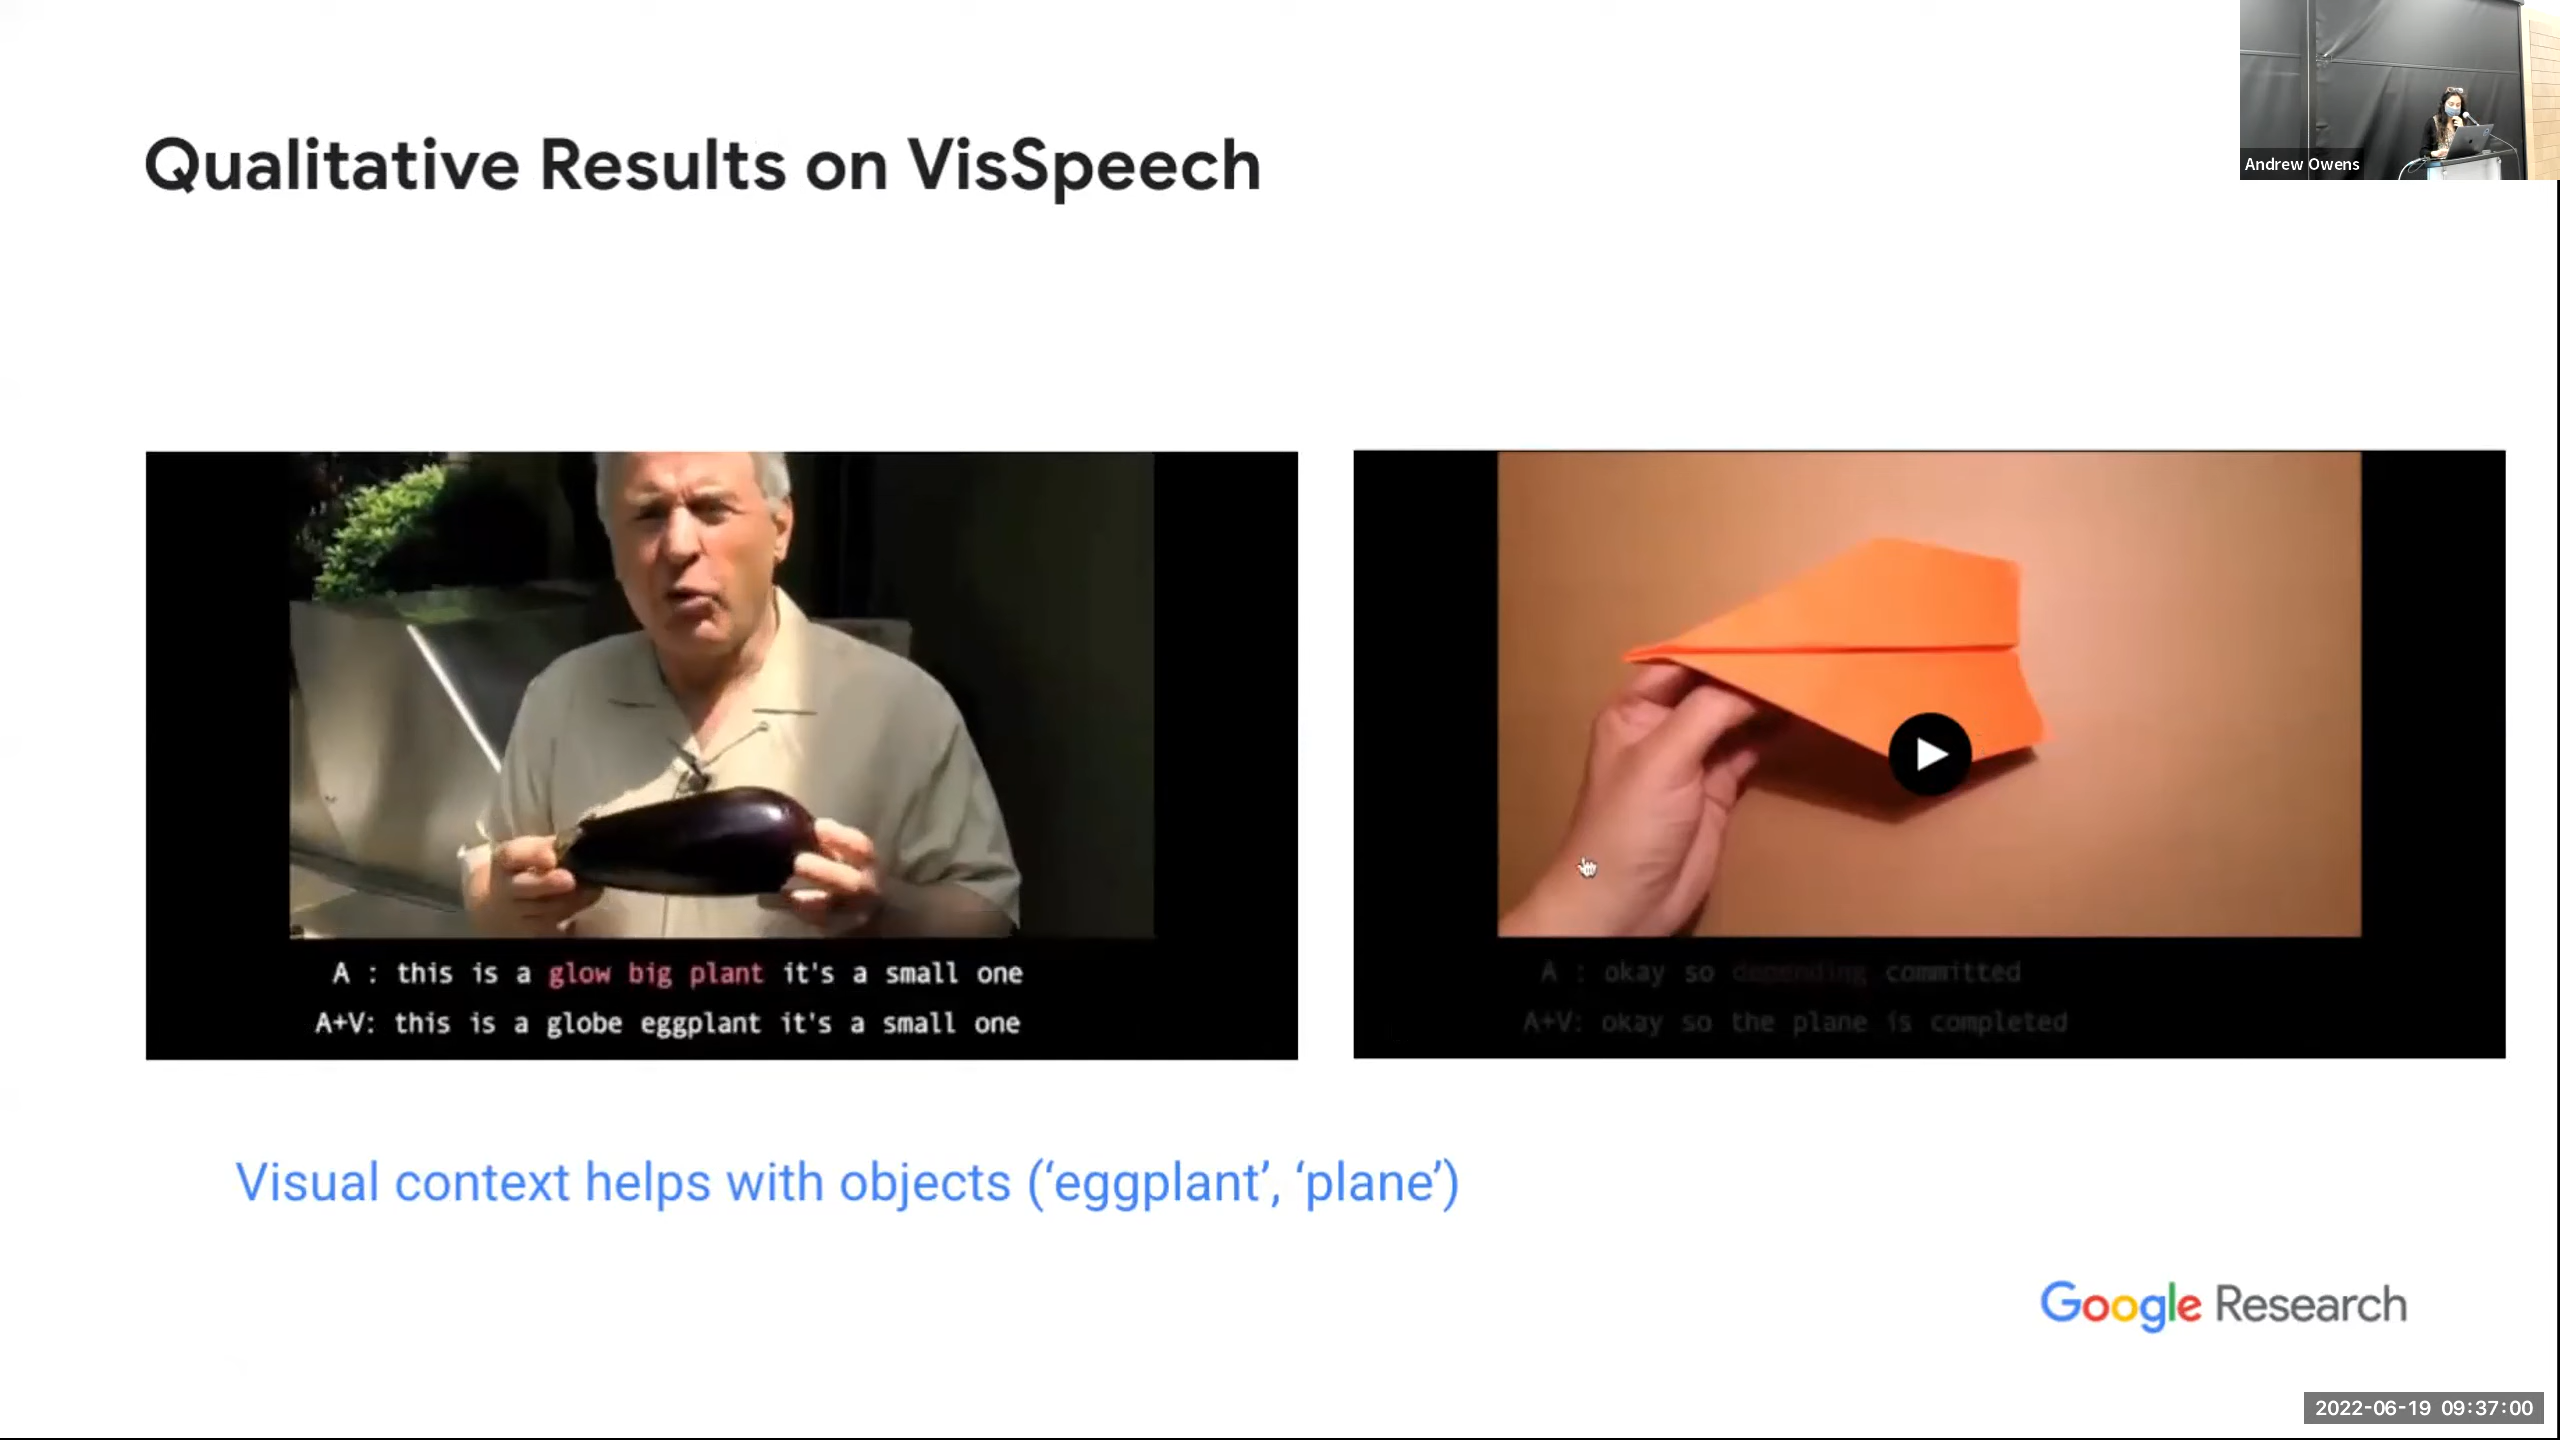 Andrew Owens
Qualitative Results on VisSpeech
A : this is a glow big plant it's a small one
A+V: this is a globe eggplant it's a small one
A : okay so depending committed
A+V: okay so the plane is completed
Visual context helps with objects (‘eggplant’, ‘plane’)
Google Research
2022-06-19 09:37:00